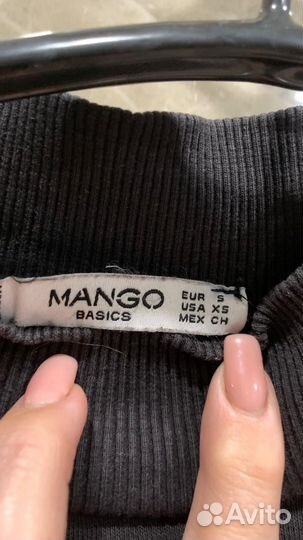 MANGO
BASICS
EUR S
USA XS
MEX CH
Avito